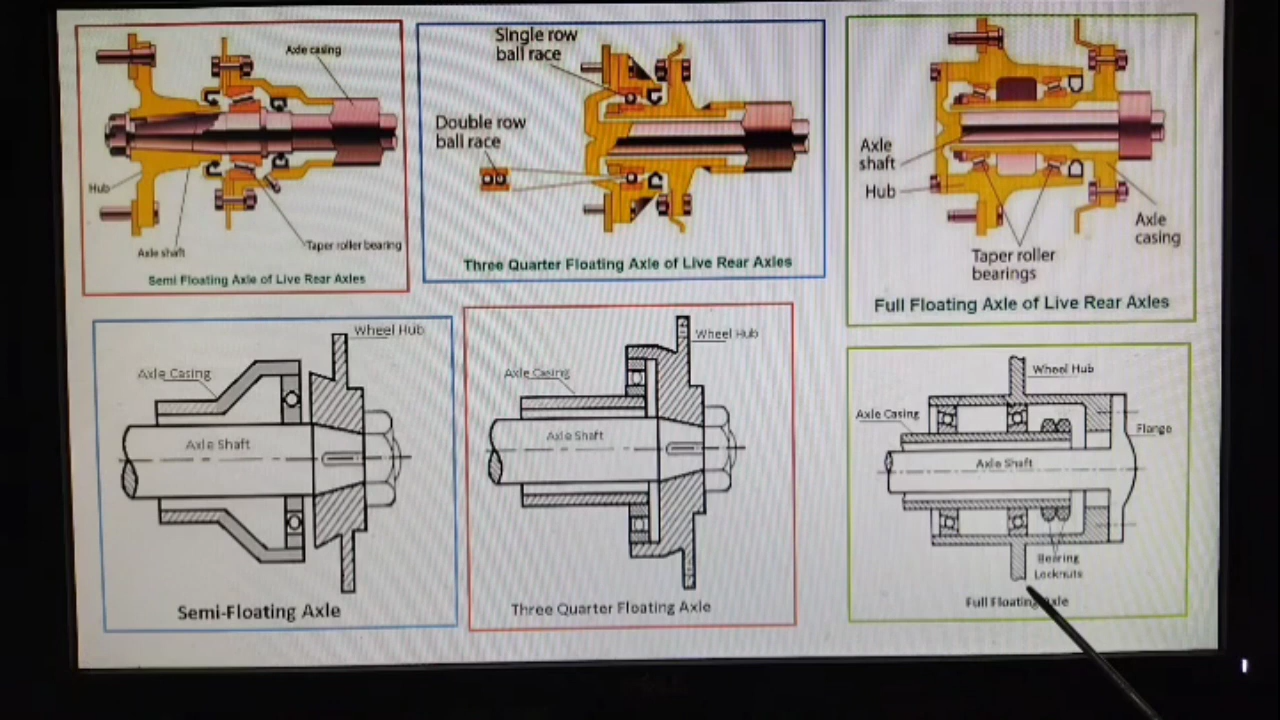 Axle casing
Hub
Axle shaft
Taper roller bearing
Semi Floating Axle of Live Rear Axles
Single row
ball race
Double row
ball race
Three Quarter Floating Axle of Live Rear Axles
Axle
shaft
Hub
Axle
casing
Taper roller
bearings
Full Floating Axle of Live Rear Axles
Wheel Hub
Axle Casing
Axle Shaft
Semi-Floating Axle
Wheel Hub
Axle Casing
Axle Shaft
Three Quarter Floating Axle
Wheel Hub
Axle Casing
Flange
Axle Shaft
Bearing
Locknuts
Full Floating Axle